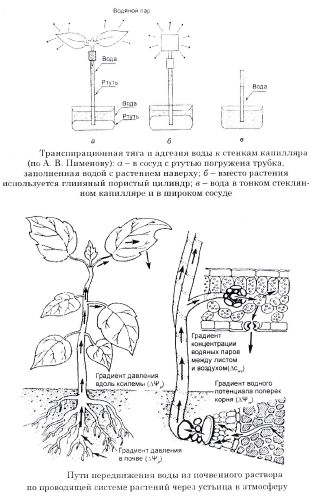 Водяной пар
Вода
Ртуть
Вода
Ртуть
Вода
а
б
в
Транспирационная тяга и адгезия воды к стенкам капилляра
(по А. В. Пименову): а – в сосуд с ртутью погружена трубка,
заполненная водой с растением наверху; б – вместо растения
используется глиняный пористый цилиндр; в – вода в тонком стеклян-
ном капилляре и в широком сосуде
Градиент
концентрации
водяных паров
между листом
и воздухом
Градиент давления
вдоль ксилемы
Градиент водного
потенциала поперек
корня
Градиент давления
в почве
Пути передвижения воды из почвенного раствора
по проводящей системе растений через устьица в атмосферу